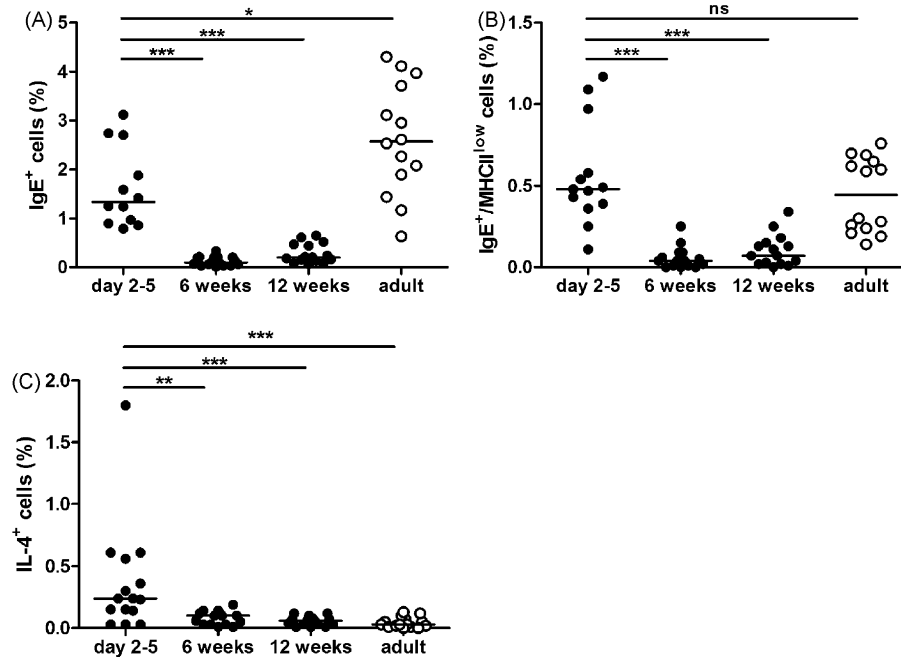 (A)
*
***
***
IgE+ cells (%)
5
4
3
2
1
0
day 2-5 6 weeks 12 weeks adult
(B)
ns
***
***
IgE+/MHCIIlow cells (%)
1.5
1.0
0.5
0.0
day 2-5 6 weeks 12 weeks adult
(C)
***
***
**
IL-4+ cells (%)
2.0
1.5
1.0
0.5
0.0
day 2-5 6 weeks 12 weeks adult